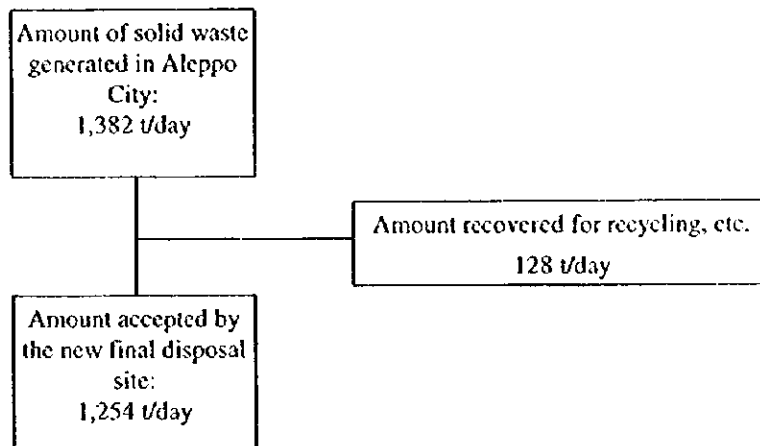 Amount of solid waste
generated in Aleppo
City:
1,382 t/day
Amount recovered for recycling, etc.
128 t/day
Amount accepted by
the new final disposal
site:
1,254 t/day